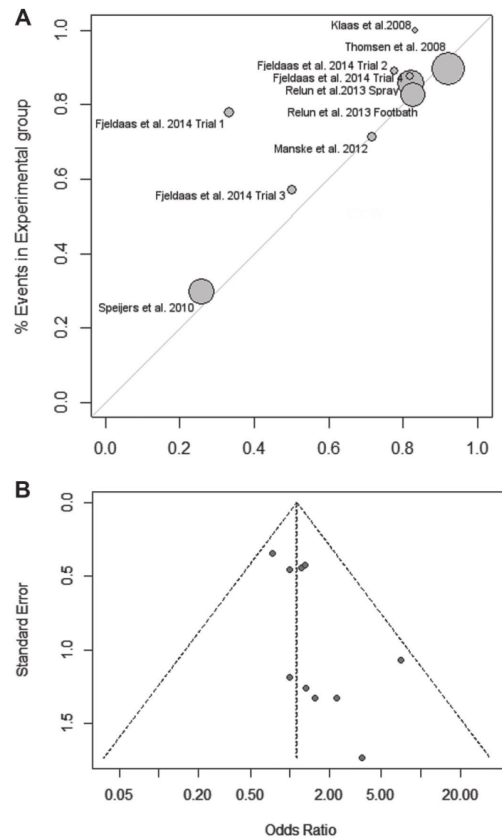 A
% Events in Experimental group
1.0
0.8
0.6
0.4
0.2
0.0
Klaas et al.2008
Thomsen et al. 2008
Fjeldaas et al. 2014 Trial 2
Fjeldaas et al. 2014 Trial 4
Relun et al.2013 Spray
Fjeldaas et al. 2014 Trial 1
Relun et al. 2013 Footbath
Manske et al. 2012
Fjeldaas et al. 2014 Trial 3
Speijers et al. 2010
0.0 0.2 0.4 0.6 0.8 1.0
B
Standard Error
0.0
0.5
1.0
1.5
0.05 0.20 0.50 1.00 2.00 5.00 20.00
Odds Ratio